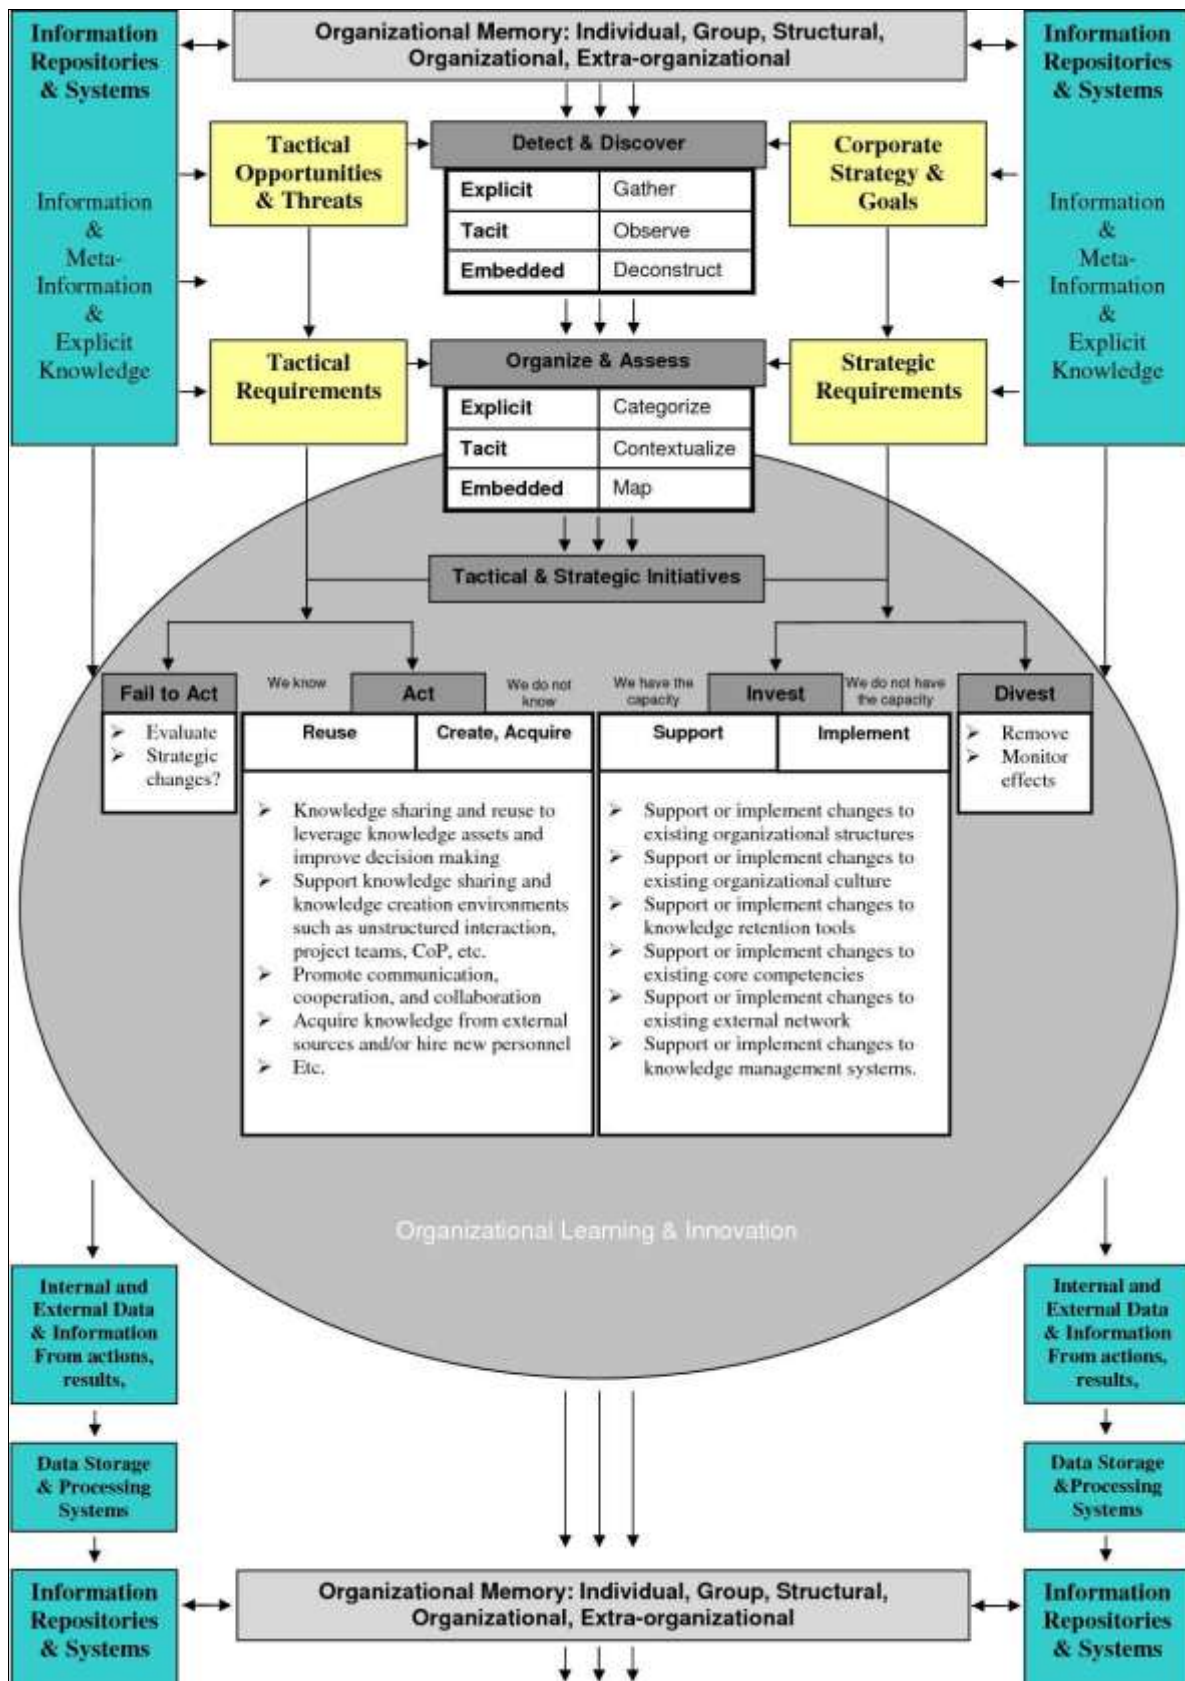 Information
Repositories
& Systems
Organizational Memory: Individual, Group, Structural,
Organizational, Extra-organizational
Information
Repositories
& Systems
Information
&
Meta-
Information
&
Explicit
Knowledge
Tactical
Opportunities
& Threats
Detect & Discover
Explicit Gather
Tacit Observe
Embedded Deconstruct
Corporate
Strategy &
Goals
Information
&
Meta-
Information
&
Explicit
Knowledge
Tactical
Requirements
Organize & Assess
Explicit Categorize
Tacit Contextualize
Embedded Map
Strategic
Requirements
Tactical & Strategic Initiatives
Fail to Act
Evaluate
Strategic
changes?
We know
Act
We do not
know
Reuse
Create, Acquire
Knowledge sharing and reuse to
leverage knowledge assets and
improve decision making
Support knowledge sharing and
knowledge creation environments
such as unstructured interaction,
project teams, CoP, etc.
Promote communication,
cooperation, and collaboration
Acquire knowledge from external
sources and/or hire new personnel
Etc.
We have the
capacity
Invest
We do not have
the capacity
Support
Implement
Support or implement changes to
existing organizational structures
Support or implement changes to
existing organizational culture
Support or implement changes to
knowledge retention tools
Support or implement changes to
existing core competencies
Support or implement changes to
existing external network
Support or implement changes to
knowledge management systems.
Divest
Remove
Monitor
effects
Organizational Learning & Innovation
Internal and
External Data
& Information
From actions,
results,
Internal and
External Data
& Information
From actions,
results,
Data Storage
& Processing
Systems
Data Storage
&Processing
Systems
Information
Repositories
& Systems
Organizational Memory: Individual, Group, Structural,
Organizational, Extra-organizational
Information
Repositories
& Systems